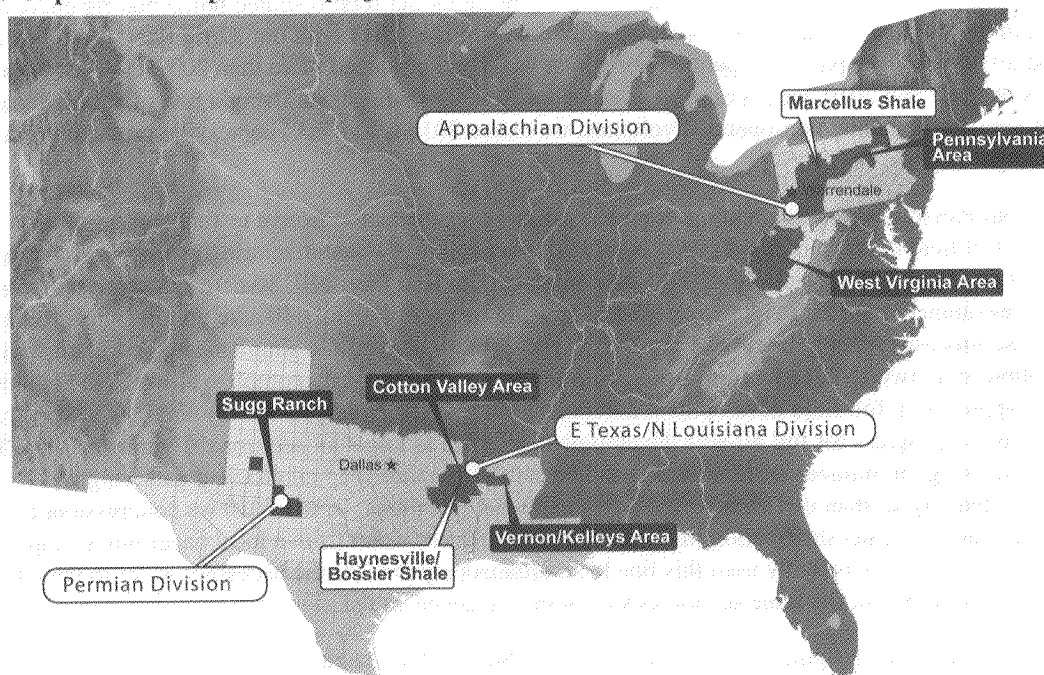 Marcellus Shale
Appalachian Division
Pennsylvania
Area
West Virginia Area
Cotton Valley Area
Sugg Ranch
E Texas/N Louisiana Division
Dallas
Vernon/Kelleys Area
Haynesville/
Bossier Shale
Permian Division